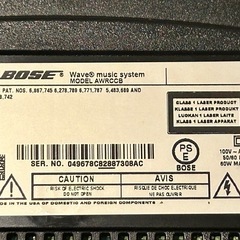 BOSE Wave® music system
MODEL AWRCCB
PAT. NOS. 6,867,745 6,278,789 6,771,787 5,483,689 AND
,742
CLASS 1 LASER PRODUCT
KLASSE 1 LASER PRODUKT
LUOKAN 1 LASER LAITE
KLASS 1 LASER APPARAT
PS
E
BOSE
100V~
50/60
60W MA
SER. NO. 049678C82887308AC
CAUTION
RISK OF ELECTRIC SHOCK
DO NOT OPEN
AVIS
RISQUE DE CHOC ELECTRIQUE
NE PAS OUVRIR
IN THE USA OF DOMESTIC AND FOREIGN COMPONENTS